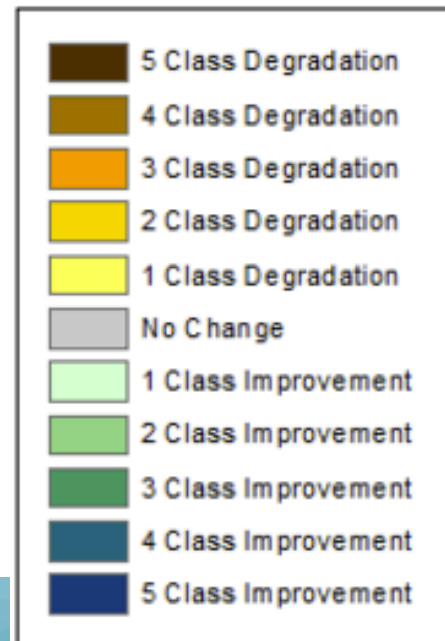 5 Class Degradation
4 Class Degradation
3 Class Degradation
2 Class Degradation
1 Class Degradation
No Change
1 Class Improvement
2 Class Improvement
3 Class Improvement
4 Class Improvement
5 Class Improvement